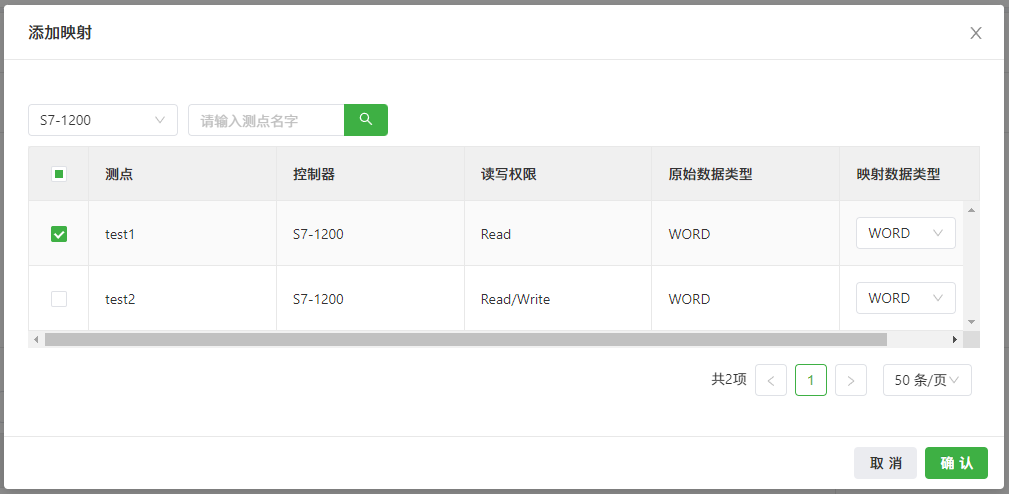 添加映射
S7-1200 请输入测点名字
测点 控制器 读写权限 原始数据类型 映射数据类型
test1 S7-1200 Read WORD WORD
test2 S7-1200 Read/Write WORD WORD
共2项 < 1 > 50 条/页
取 消 确 认